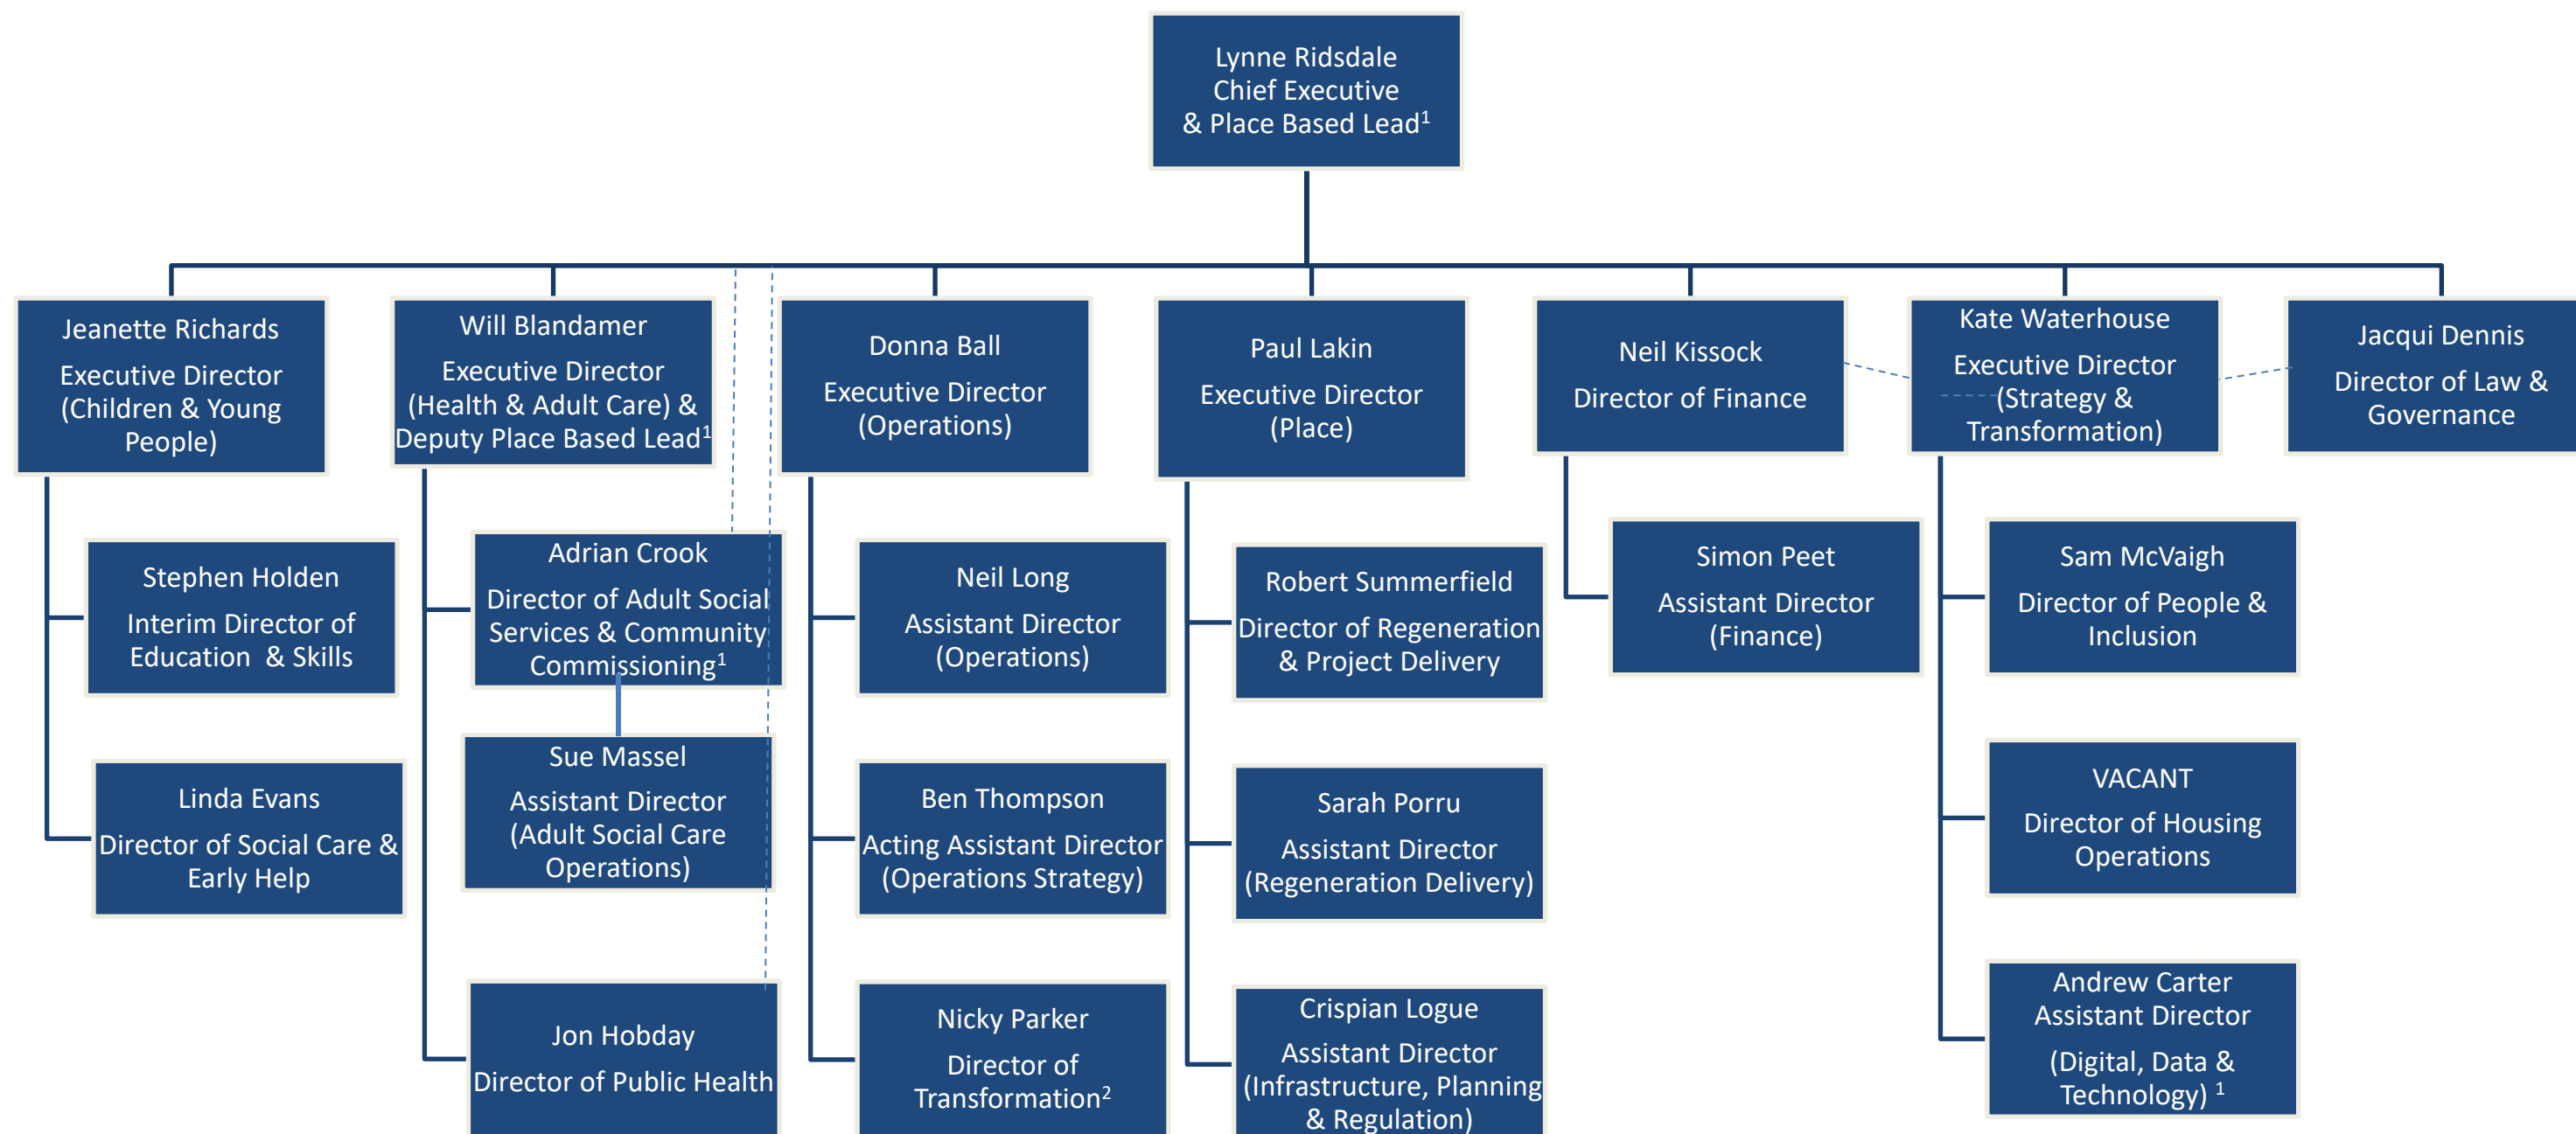 Lynne Ridsdale
Chief Executive
& Place Based Lead¹
Jeanette Richards
Executive Director
(Children & Young
People)
Will Blandamer
Executive Director
(Health & Adult Care) &
Deputy Place Based Lead¹
Donna Ball
Executive Director
(Operations)
Paul Lakin
Executive Director
(Place)
Neil Kissock
Director of Finance
Kate Waterhouse
Executive Director
(Strategy &
Transformation)
Jacqui Dennis
Director of Law &
Governance
Stephen Holden
Interim Director of
Education & Skills
Linda Evans
Director of Social Care &
Early Help
Adrian Crook
Director of Adult Social
Services & Community
Commissioning¹
Sue Massel
Assistant Director
(Adult Social Care
Operations)
Jon Hobday
Director of Public Health
Neil Long
Assistant Director
(Operations)
Ben Thompson
Acting Assistant Director
(Operations Strategy)
Nicky Parker
Director of
Transformation²
Robert Summerfield
Director of Regeneration
& Project Delivery
Sarah Porru
Assistant Director
(Regeneration Delivery)
Crispian Logue
Assistant Director
(Infrastructure, Planning
& Regulation)
Simon Peet
Assistant Director
(Finance)
Sam McVaigh
Director of People &
Inclusion
VACANT
Director of Housing
Operations
Andrew Carter
Assistant Director
(Digital, Data &
Technology) ¹